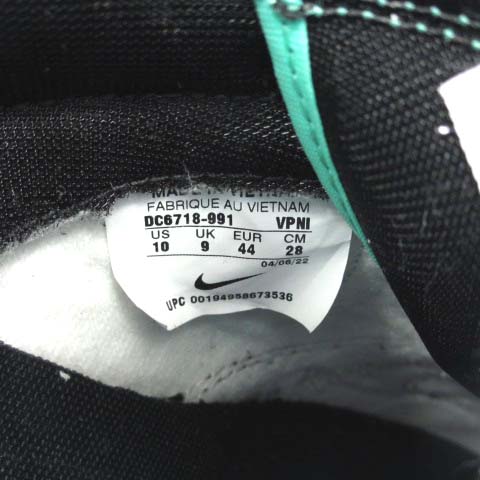 MADE IN VIETNAM
FABRIQUE AU VIETNAM
DC6718-991 VPNI
US UK EUR CM
10 9 44 28
04/06/22
UPC 00194958673536